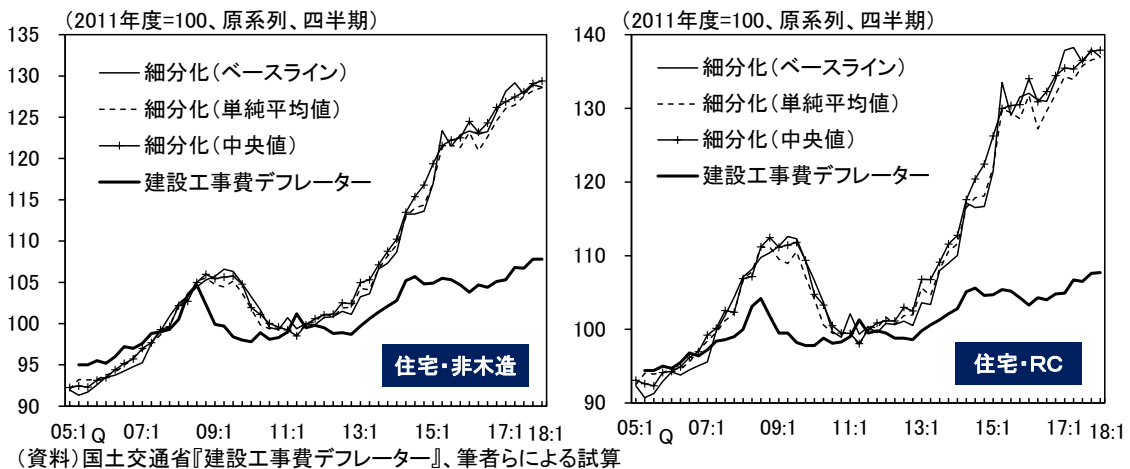 (2011年度=100、原系列、四半期)
135
130
125
120
115
110
105
100
95
90
細分化(ベースライン)
細分化(単純平均値)
細分化(中央値)
建設工事費デフレーター
住宅・非木造
05:1 Q 07:1 09:1 11:1 13:1 15:1 17:1 18:1
(2011年度=100、原系列、四半期)
140
130
120
110
100
90
細分化(ベースライン)
細分化(単純平均値)
細分化(中央値)
建設工事費デフレーター
住宅・RC
05:1 Q 07:1 09:1 11:1 13:1 15:1 17:1 18:1
(資料)国土交通省『建設工事費デフレーター』、筆者らによる試算